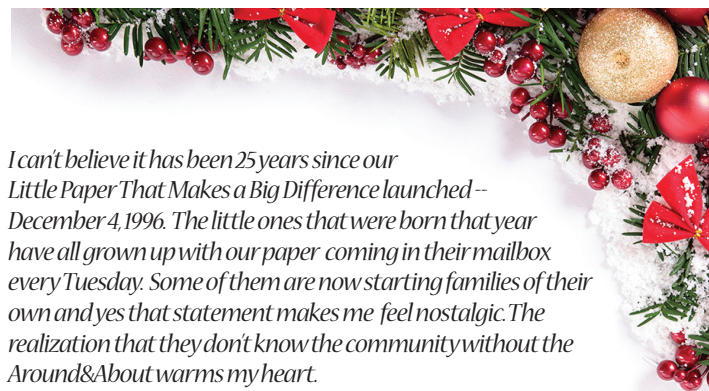 I can't believe it has been 25 years since our
Little Paper That Makes a Big Difference launched --
December 4, 1996. The little ones that were born that year
have all grown up with our paper coming in their mailbox
every Tuesday. Some of them are now starting families of their
own and yes that statement makes me feel nostalgic. The
realization that they don't know the community without the
Around&About warms my heart.